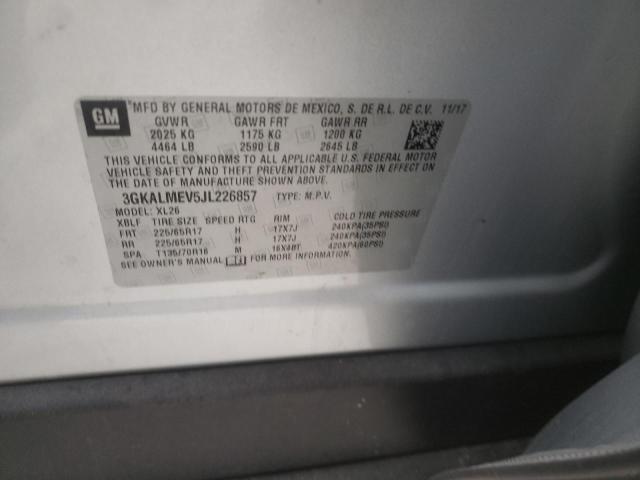 GM
MFD BY GENERAL MOTORS DE MEXICO, S. DE R.L. DE C.V. 11/17
GVWR GAWR FRT GAWR RR
2025 KG 1175 KG 1200 KG
4464 LB 2590 LB 2645 LB
THIS VEHICLE CONFORMS TO ALL APPLICABLE U.S. FEDERAL MOTOR
VEHICLE SAFETY AND THEFT PREVENTION STANDARDS IN EFFECT ON
THE DATE OF MANUFACTURE SHOWN ABOVE.
3GKALMEV5JL226857 TYPE: M.P.V.
MODEL: XL26
XBLF TIRE SIZE SPEED RTG RIM COLD TIRE PRESSURE
FRT 225/65R17 H 17X7J 240KPA(35PSI)
RR 225/65R17 H 17X7J 240KPA(35PSI)
SPA T135/70R16 M 16X4BT 420KPA(60PSI)
SEE OWNER'S MANUAL FOR MORE INFORMATION.